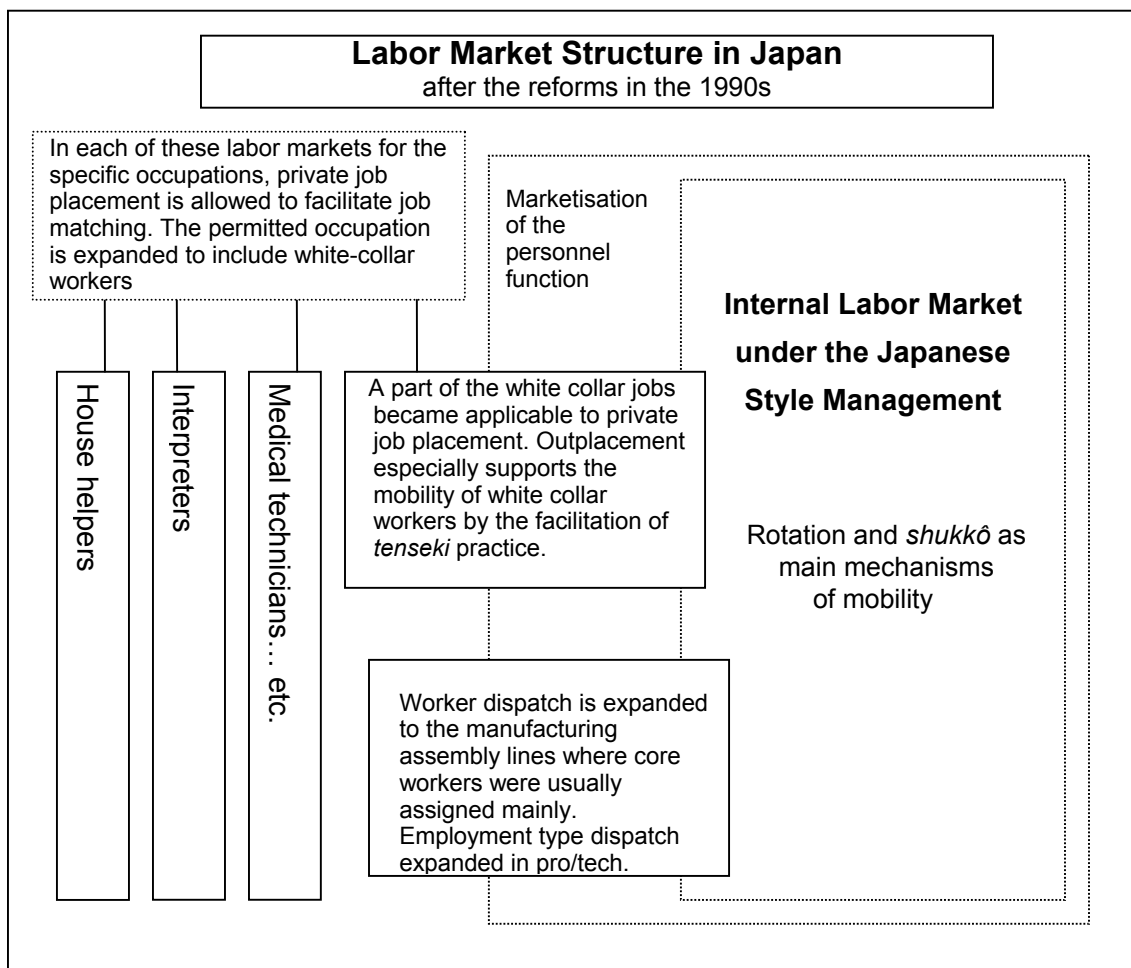 Labor Market Structure in Japan
after the reforms in the 1990s
In each of these labor markets for the
specific occupations, private job
placement is allowed to facilitate job
matching. The permitted occupation
is expanded to include white-collar
workers
Marketisation
of the
personnel
function
Internal Labor Market
under the Japanese
Style Management
Rotation and shukkô as
main mechanisms
of mobility
House helpers
Interpreters
Medical technicians… etc.
A part of the white collar jobs
became applicable to private
job placement. Outplacement
especially supports the
mobility of white collar
workers by the facilitation of
tenseki practice.
Worker dispatch is expanded
to the manufacturing
assembly lines where core
workers were usually
assigned mainly.
Employment type dispatch
expanded in pro/tech.